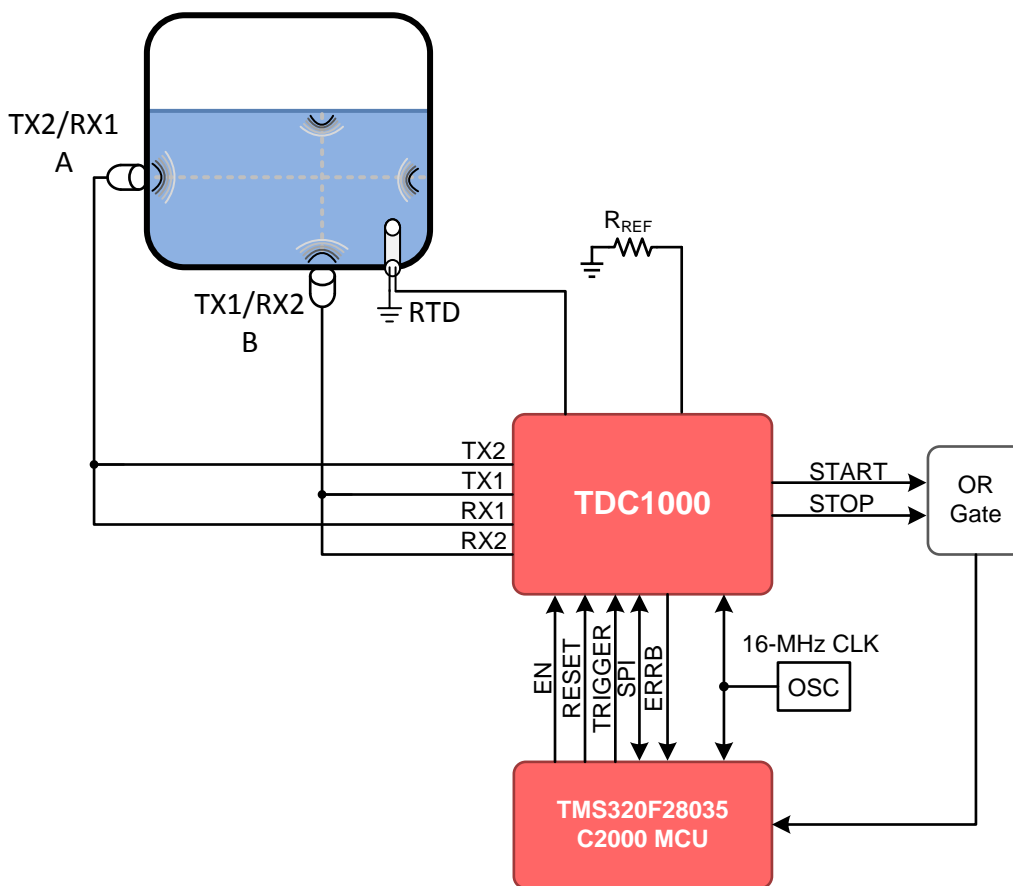 TX2/RX1
A
TX1/RX2
B
RTD
RREF
TX2
TX1
RX1
RX2
TDC1000
START
STOP
OR
Gate
EN
RESET
TRIGGER
SPI
ERRB
16-MHz CLK
OSC
TMS320F28035
C2000 MCU